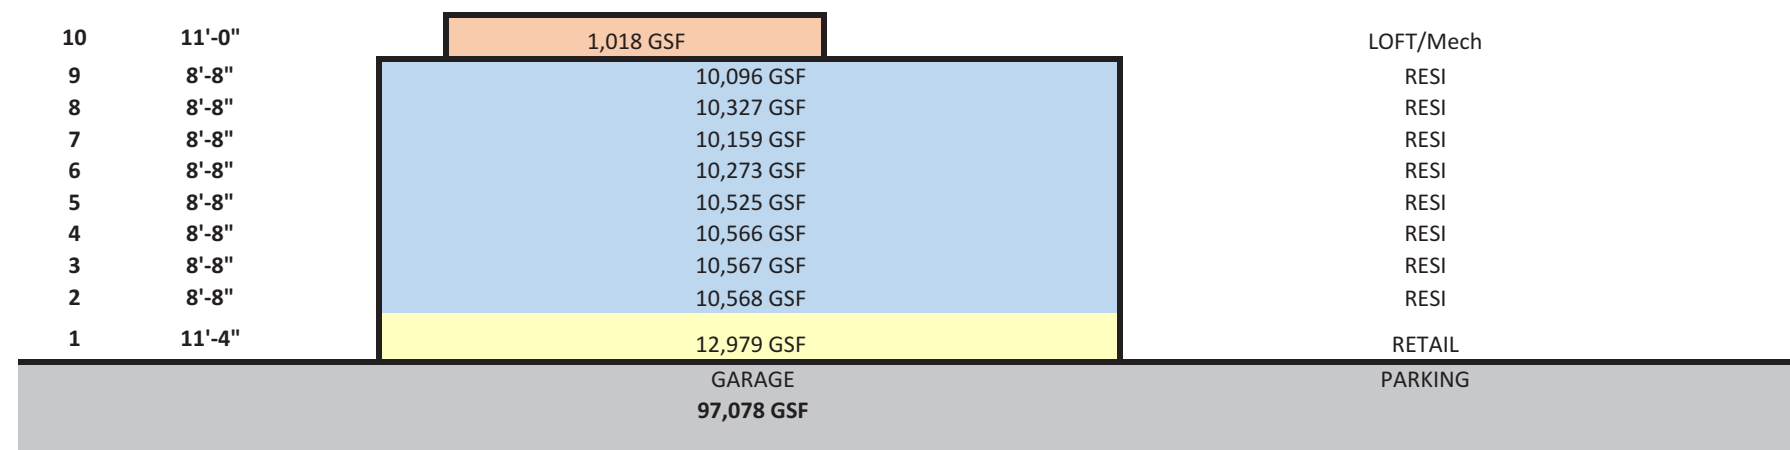 10 11'-0" 1,018 GSF LOFT/Mech
9 8'-8" 10,096 GSF RESI
8 8'-8" 10,327 GSF RESI
7 8'-8" 10,159 GSF RESI
6 8'-8" 10,273 GSF RESI
5 8'-8" 10,525 GSF RESI
4 8'-8" 10,566 GSF RESI
3 8'-8" 10,567 GSF RESI
2 8'-8" 10,568 GSF RESI
1 11'-4" 12,979 GSF RETAIL
GARAGE PARKING
97,078 GSF